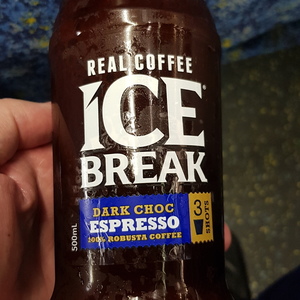 REAL COFFEE
ICE
BREAK
DARK CHOC
ESPRESSO
100% ROBUSTA COFFEE
3
SHOTS
500mL